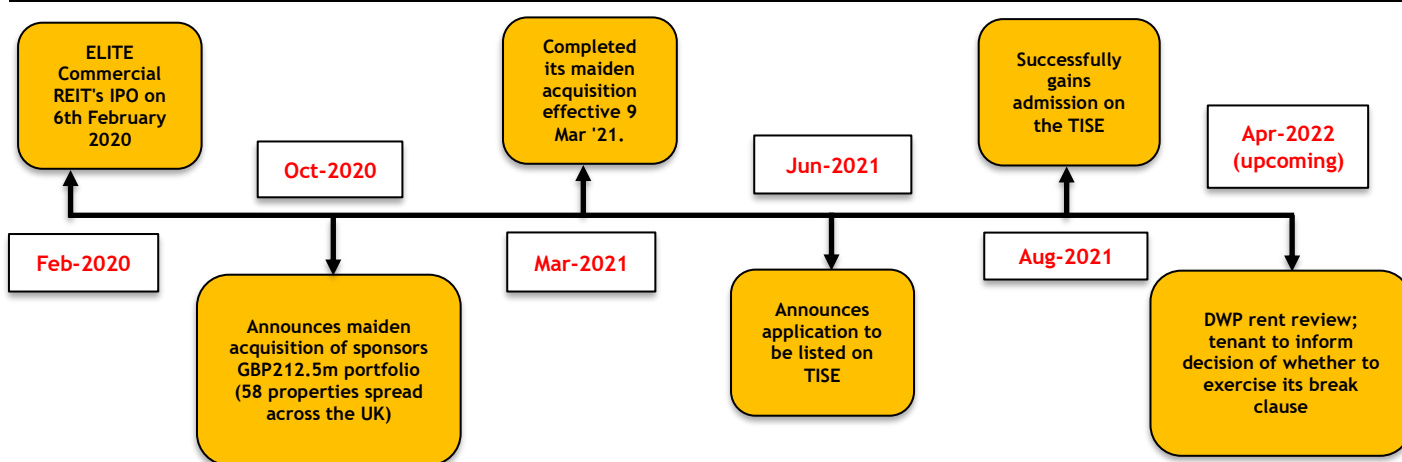 ELITE
Commercial
REIT's IPO on
6th February
2020
Feb-2020
Oct-2020
Announces maiden
acquisition of sponsors
GBP212.5m portfolio
(58 properties spread
across the UK)
Completed
its maiden
acquisition
effective 9
Mar '21.
Mar-2021
Jun-2021
Announces
application to
be listed on
TISE
Successfully
gains
admission on
the TISE
Aug-2021
Apr-2022
(upcoming)
DWP rent review;
tenant to inform
decision of whether to
exercise its break
clause